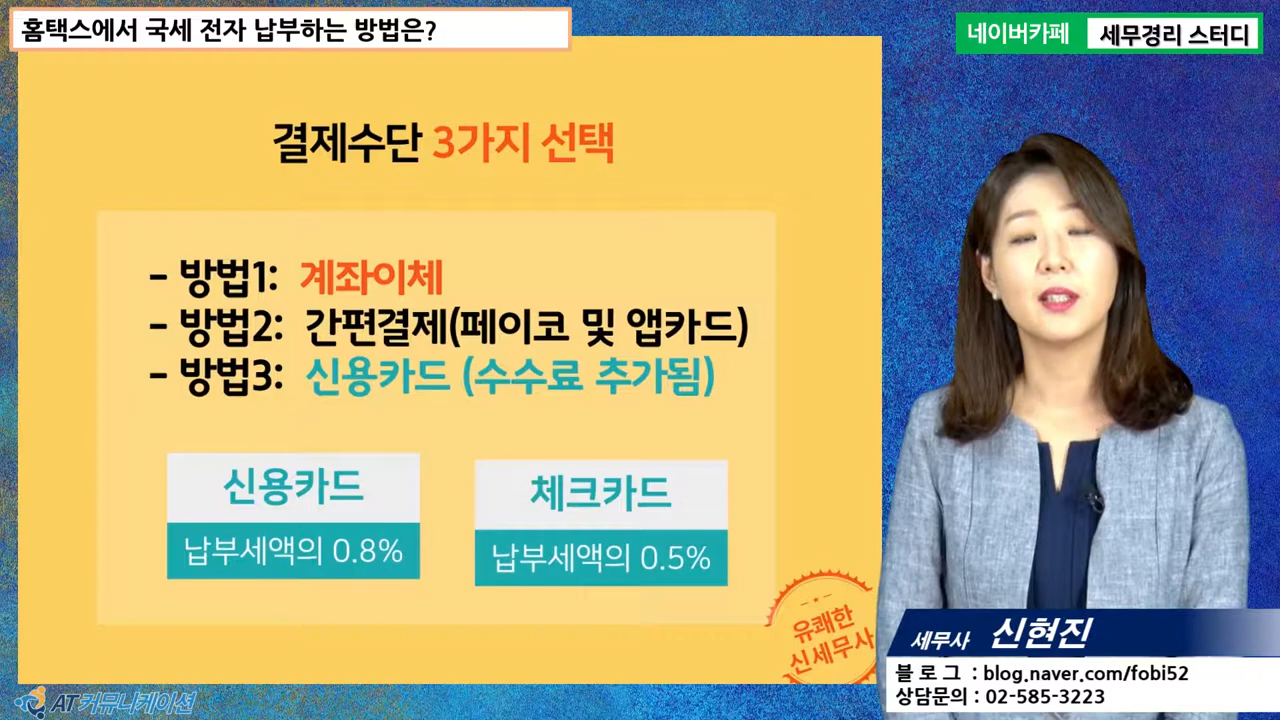 홈택스에서 국세 전자 납부하는 방법은?
네이버카페 세무경리 스터디
결제수단 3가지 선택
- 방법1: 계좌이체
- 방법2: 간편결제(페이코 및 앱카드)
- 방법3: 신용카드 (수수료 추가됨)
신용카드
납부세액의 0.8%
체크카드
납부세액의 0.5%
유쾌한
신세무사
세무사 신현진
블로그 : blog.naver.com/fobi52
상담문의 : 02-585-3223
AT커뮤니케이션